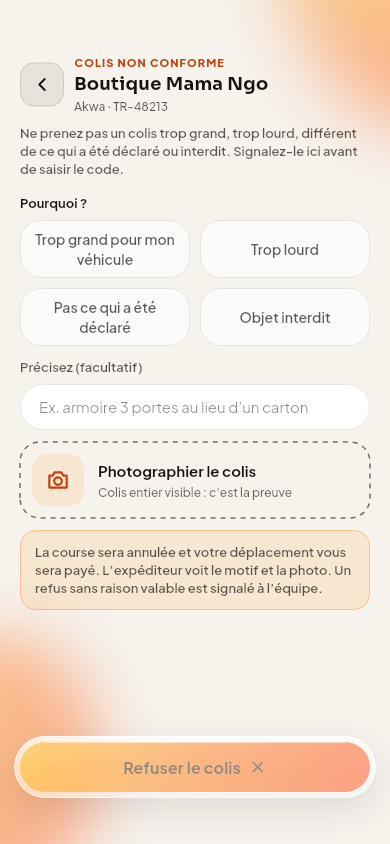 COLIS NON CONFORME
Boutique Mama Ngo
Akwa · TR-48213
Ne prenez pas un colis trop grand, trop lourd, différent
de ce qui a été déclaré ou interdit. Signalez-le ici avant
de saisir le code.
Pourquoi ?
Trop grand pour mon
véhicule
Trop lourd
Pas ce qui a été
déclaré
Objet interdit
Précisez (facultatif)
Ex. armoire 3 portes au lieu d'un carton
Photographier le colis
Colis entier visible : c'est la preuve
La course sera annulée et votre déplacement vous
sera payé. L'expéditeur voit le motif et la photo. Un
refus sans raison valable est signalé à l'équipe.
Refuser le colis